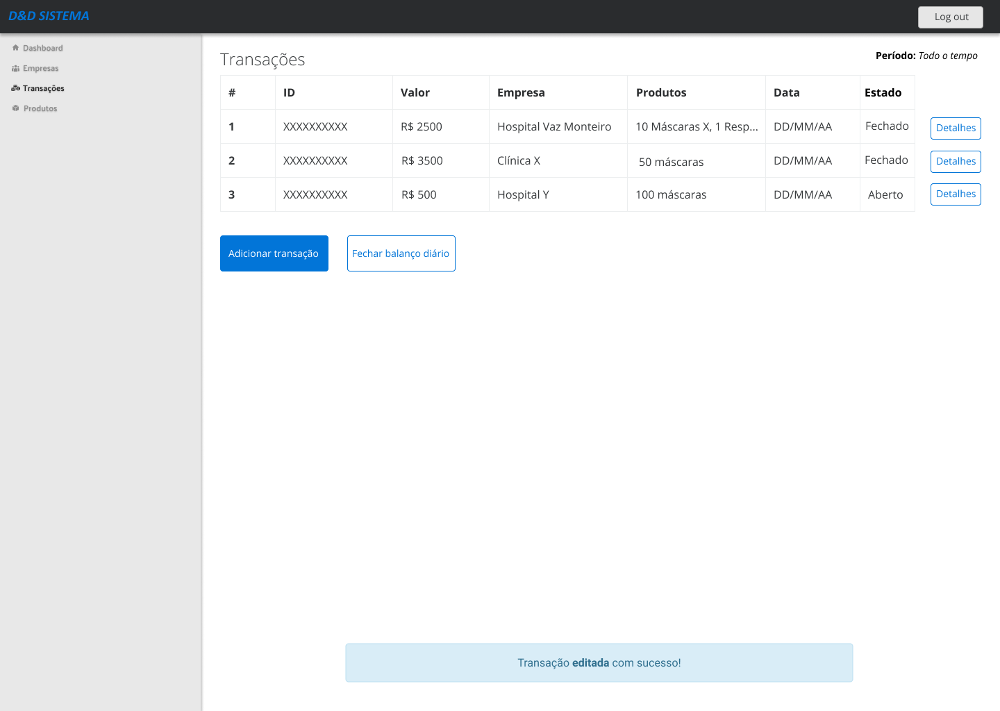 D&D SISTEMA
Log out
Dashboard
Empresas
Transações
Produtos
Transações
Período: Todo o tempo
# ID Valor Empresa Produtos Data Estado
1 XXXXXXXXXX R$ 2500 Hospital Vaz Monteiro 10 Máscaras X, 1 Resp... DD/MM/AA Fechado Detalhes
2 XXXXXXXXXX R$ 3500 Clínica X 50 máscaras DD/MM/AA Fechado Detalhes
3 XXXXXXXXXX R$ 500 Hospital Y 100 máscaras DD/MM/AA Aberto Detalhes
Adicionar transação Fechar balanço diário
Transação editada com sucesso!